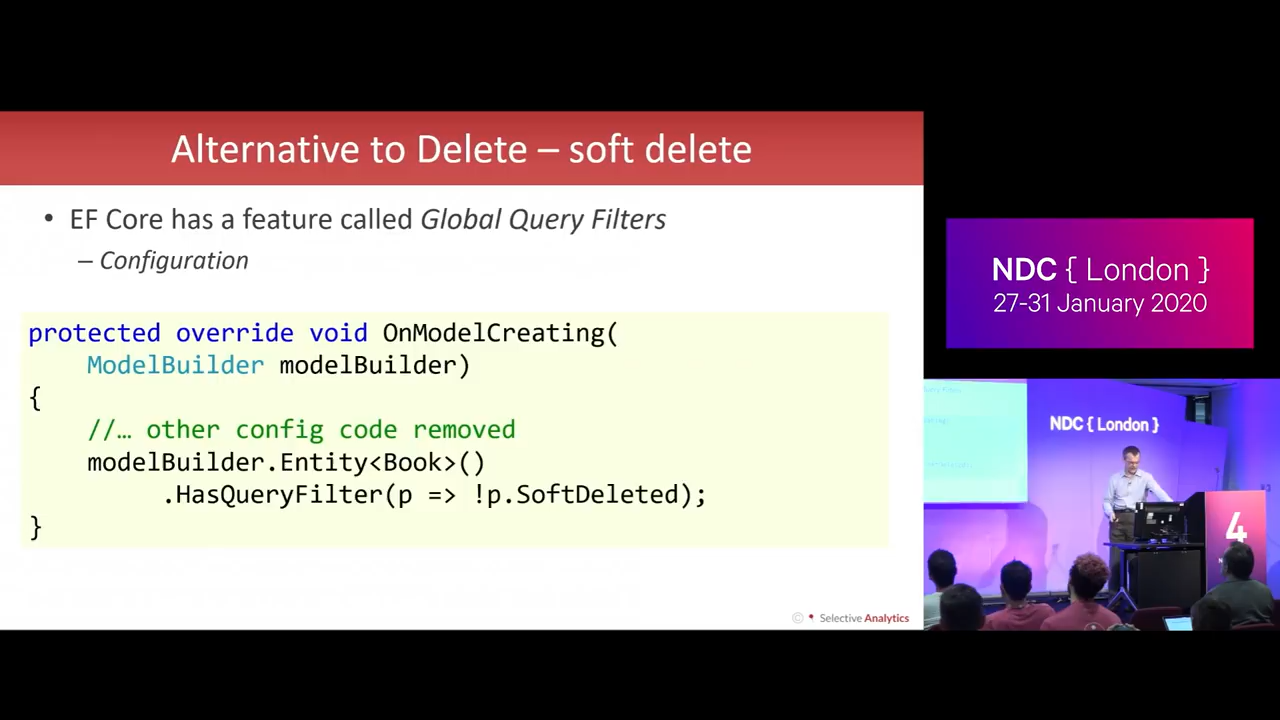 Alternative to Delete – soft delete
• EF Core has a feature called Global Query Filters
– Configuration
protected override void OnModelCreating(
ModelBuilder modelBuilder)
{
//… other config code removed
modelBuilder.Entity<Book>()
.HasQueryFilter(p => !p.SoftDeleted);
}
© Selective Analytics
NDC { London }
27-31 January 2020
NDC { London }
4